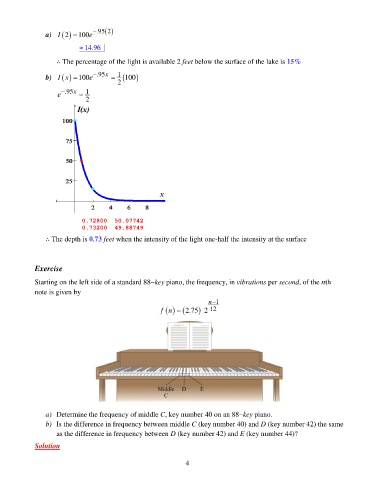 a) I(2) = 100e^−.95(2)
≈ 14.96
∴ The percentage of the light is available 2 feet below the surface of the lake is 15%
b) I(x) = 100e^−.95x = 1/2 (100)
e^−.95x = 1/2
I(x)
100
75
50
25
x
2 4 6 8
0.72800 50.07742
0.73200 49.88749
∴ The depth is 0.73 feet when the intensity of the light one-half the intensity at the surface
Exercise
Starting on the left side of a standard 88−key piano, the frequency, in vibrations per second, of the nth
note is given by
f(n) = (2.75) 2^(n−1)/12
Middle D E
C
a) Determine the frequency of middle C, key number 40 on an 88−key piano.
b) Is the difference in frequency between middle C (key number 40) and D (key number 42) the same
as the difference in frequency between D (key number 42) and E (key number 44)?
Solution
4